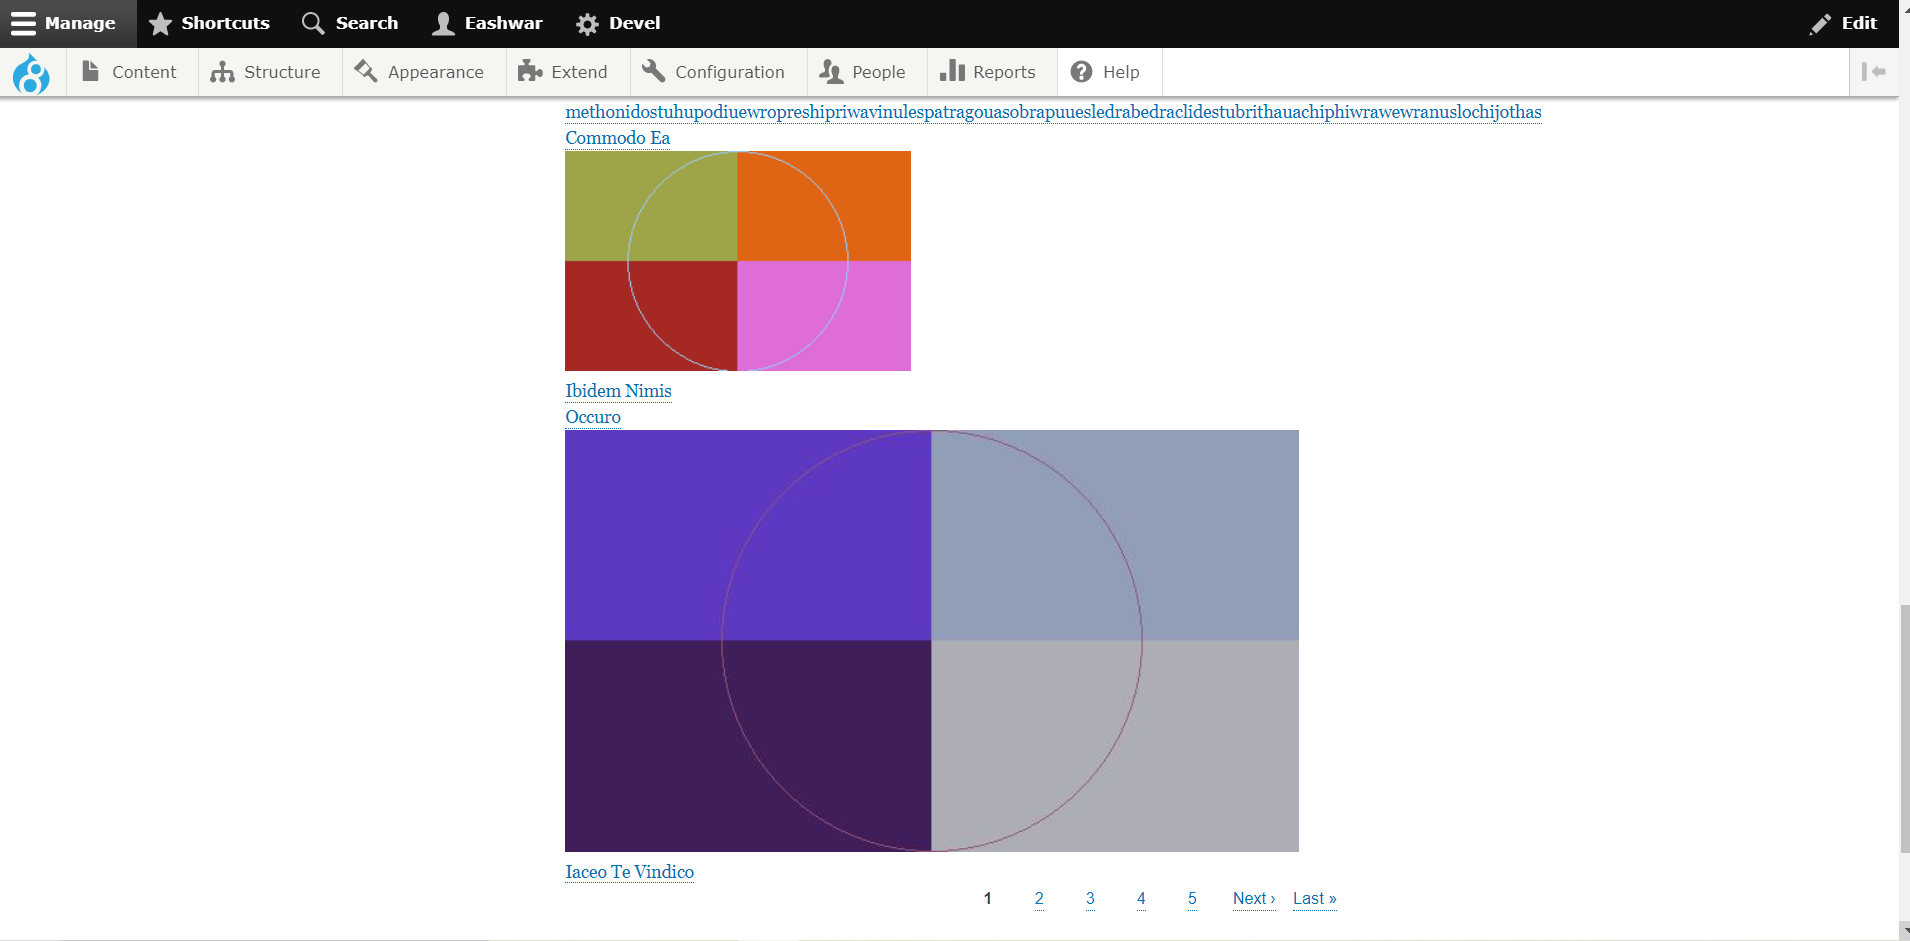 Manage Shortcuts Search Eashwar Devel Edit
Content Structure Appearance Extend Configuration People Reports Help
methonidostuhupodiuewropreshipriwavinulespatragouasobrapuuesledrabedraclidestubrithauachiphiwrawewranuslochijothas
Commodo Ea
Ibidem Nimis
Occuro
Iaceo Te Vindico
1 2 3 4 5 Next › Last »